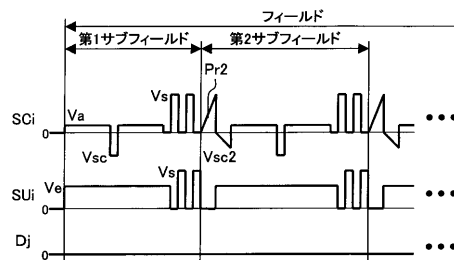 フィールド
第1サブフィールド 第2サブフィールド
Vs Pr2
SCi Va
0
Vsc Vsc2
Vs
SUi Ve
0
Dj 0